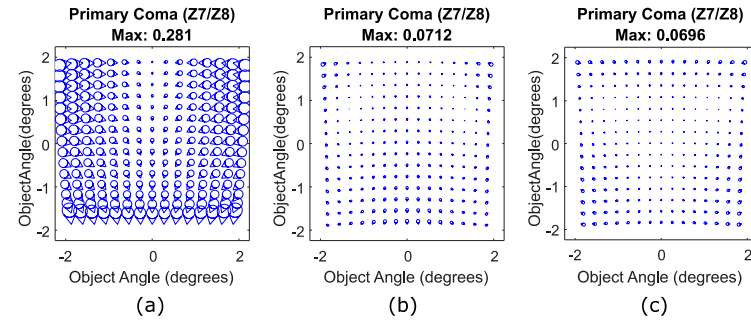 Primary Coma (Z7/Z8)
Max: 0.281
2
1
0
-1
-2
ObjectAngle(degrees)
-2
0
2
Object Angle (degrees)
(a)
Primary Coma (Z7/Z8)
Max: 0.0712
2
1
0
-1
-2
ObjectAngle(degrees)
-2
0
2
Object Angle (degrees)
(b)
Primary Coma (Z7/Z8)
Max: 0.0696
2
1
0
-1
-2
ObjectAngle(degrees)
-2
0
2
Object Angle (degrees)
(c)